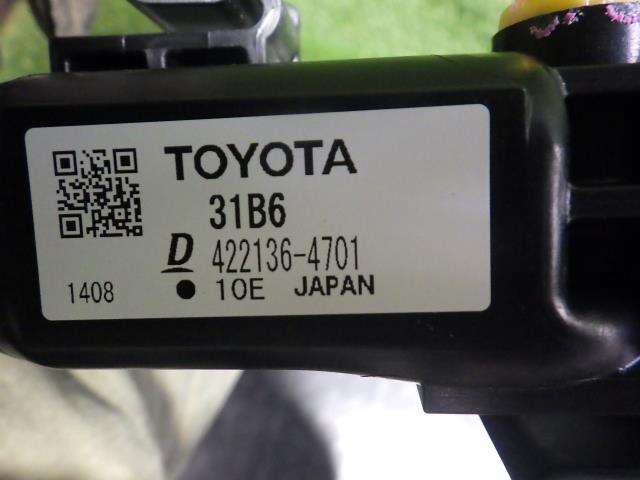 TOYOTA
31B6
D 422136-4701
1408 ● 10E JAPAN